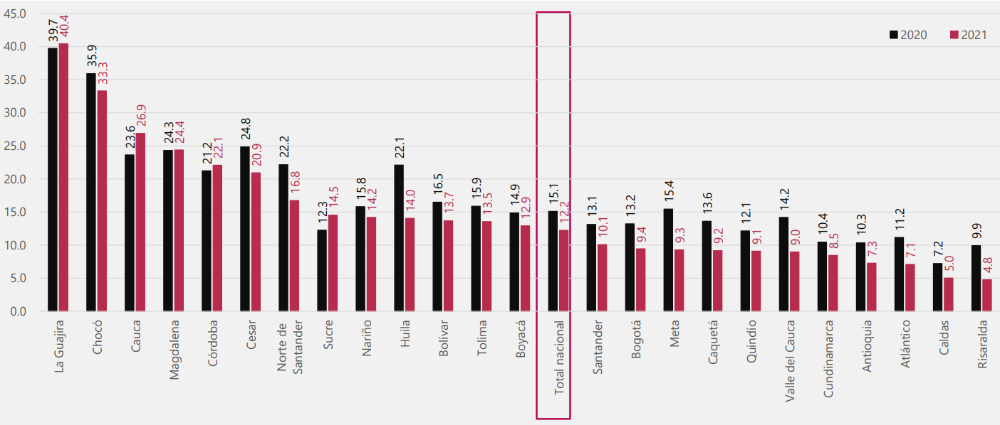 45.0
40.0
35.0
30.0
25.0
20.0
15.0
10.0
5.0
0.0
2020
2021
39.7
40.4
35.9
33.3
23.6
26.9
24.3
24.4
21.2
22.1
24.8
20.9
22.2
16.8
12.3
14.5
15.8
14.2
22.1
14.0
16.5
13.7
15.9
13.5
14.9
12.9
15.1
12.2
13.1
10.1
13.2
9.4
15.4
9.3
13.6
9.2
12.1
9.1
14.2
9.0
10.4
8.5
10.3
7.3
11.2
7.1
7.2
5.0
9.9
4.8
La Guajira
Chocó
Cauca
Magdalena
Córdoba
Cesar
Norte de
Santander
Sucre
Nariño
Huila
Bolívar
Tolima
Boyacá
Total nacional
Santander
Bogotá
Meta
Caquetá
Quindío
Valle del Cauca
Cundinamarca
Antioquia
Atlántico
Caldas
Risaralda